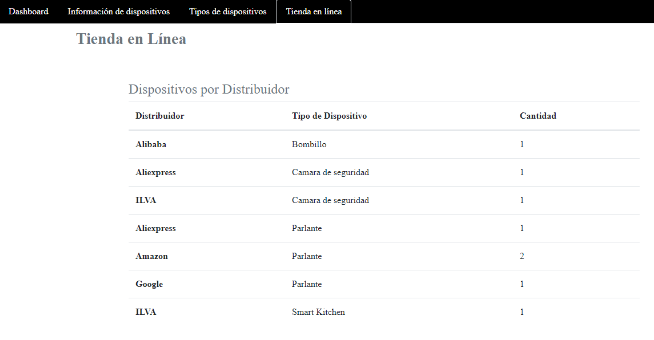 Dashboard Información de dispositivos Tipos de dispositivos Tienda en línea
Tienda en Línea
Dispositivos por Distribuidor
Distribuidor Tipo de Dispositivo Cantidad
Alibaba Bombillo 1
Aliexpress Camara de seguridad 1
ILVA Camara de seguridad 1
Aliexpress Parlante 1
Amazon Parlante 2
Google Parlante 1
ILVA Smart Kitchen 1